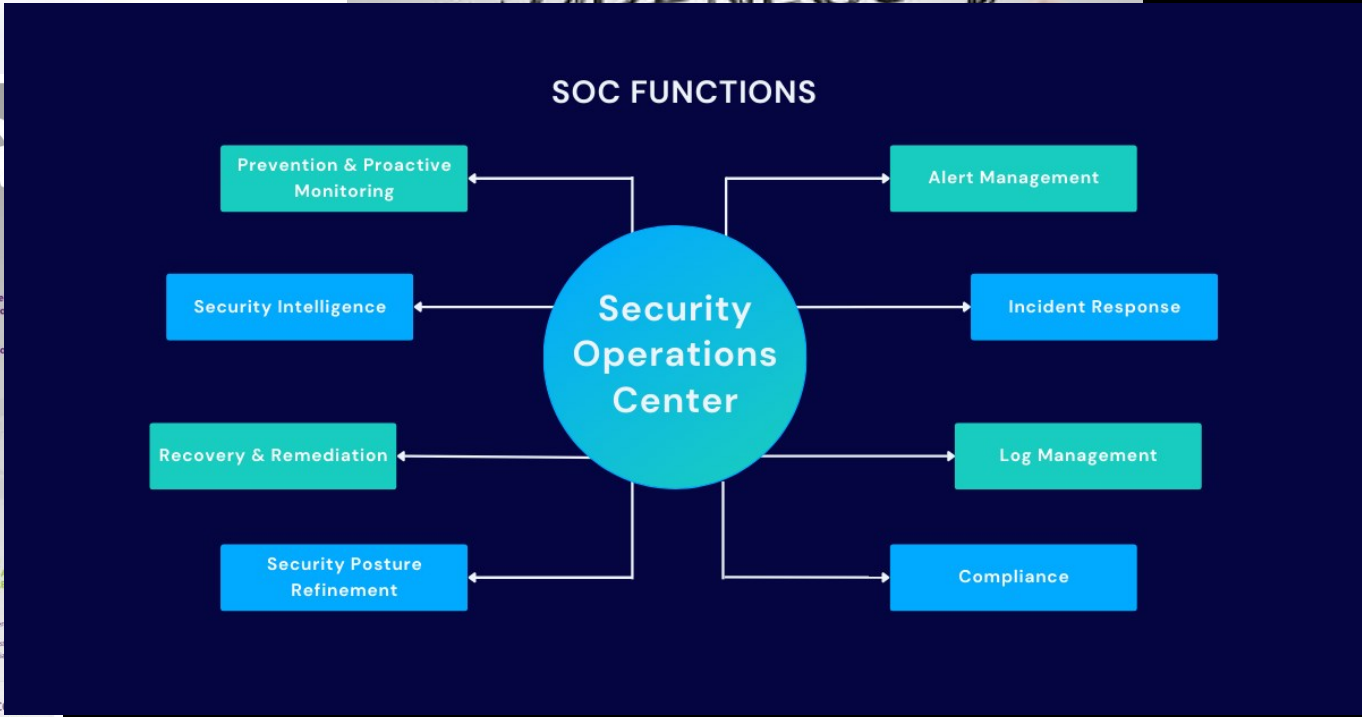 SOC FUNCTIONS
Prevention & Proactive
Monitoring
Alert Management
Security Intelligence
Incident Response
Security
Operations
Center
Recovery & Remediation
Log Management
Security Posture
Refinement
Compliance